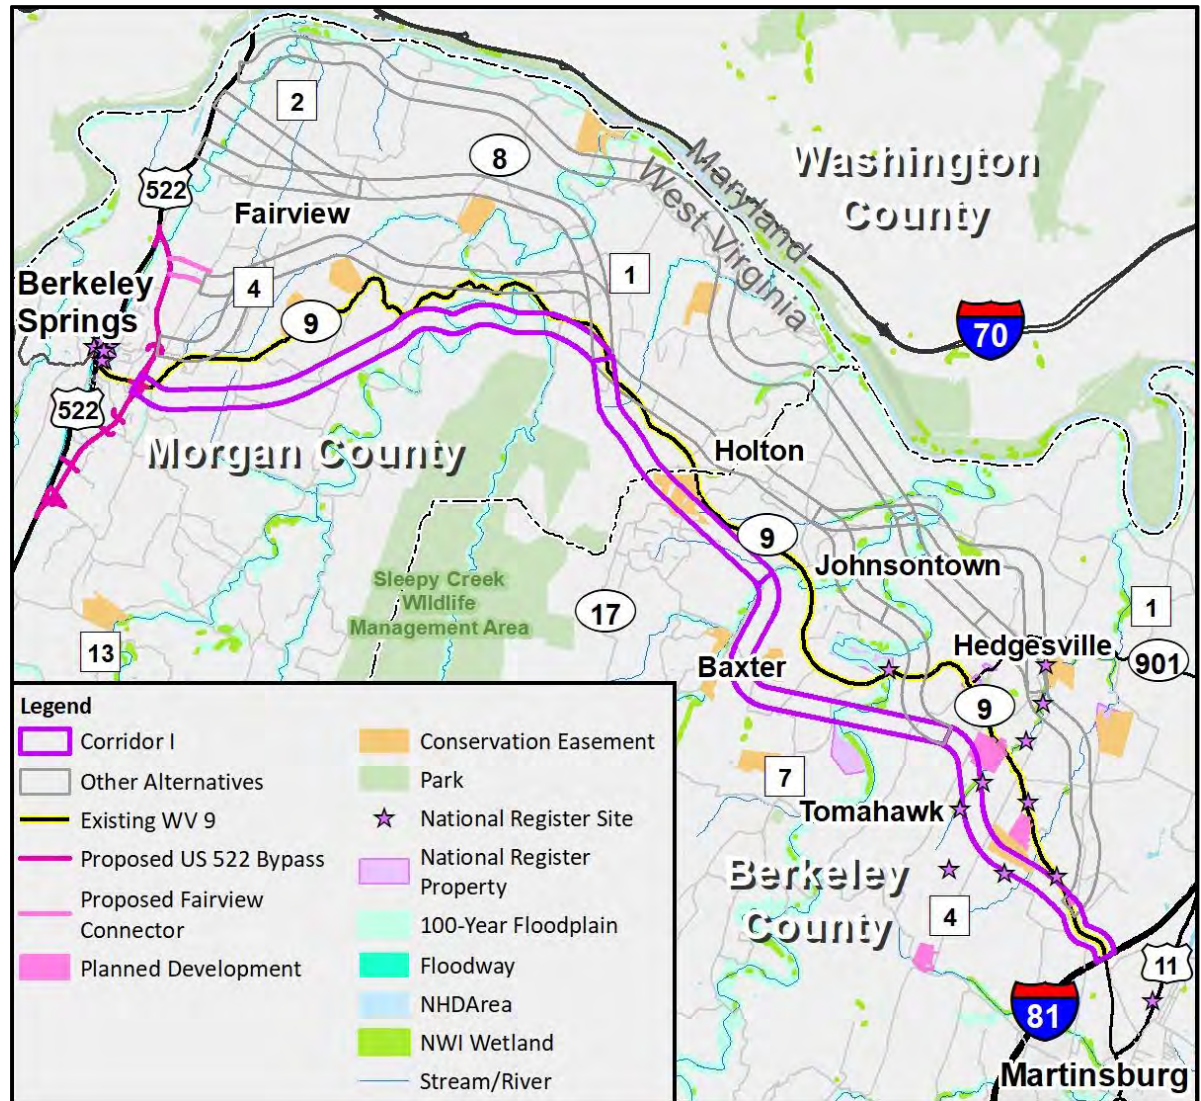 2
8
Maryland
West Virginia
Washington
County
522
Fairview
1
Berkeley
Springs
4
9
70
522
Morgan County
Holton
9
Johnsontown
Sleepy Creek
Wildlife
Management Area
17
1
13
Hedgesville
901
Baxter
9
Legend
Corridor I
Other Alternatives
Existing WV 9
Proposed US 522 Bypass
Proposed Fairview
Connector
Planned Development
Conservation Easement
Park
National Register Site
National Register
Property
100-Year Floodplain
Floodway
NHDArea
NWI Wetland
Stream/River
7
Tomahawk
Berkeley
County
4
11
81
Martinsburg